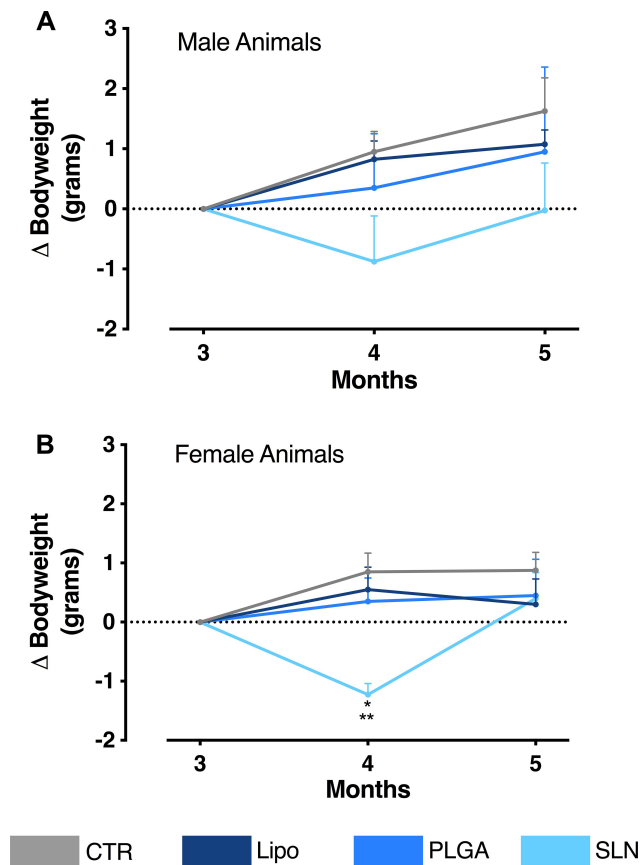 A
Male Animals
3
2
1
0
-1
-2
Δ Bodyweight
(grams)
3 4 5
Months
B
Female Animals
3
2
1
0
-1
-2
Δ Bodyweight
(grams)
*
**
3 4 5
Months
CTR Lipo PLGA SLN